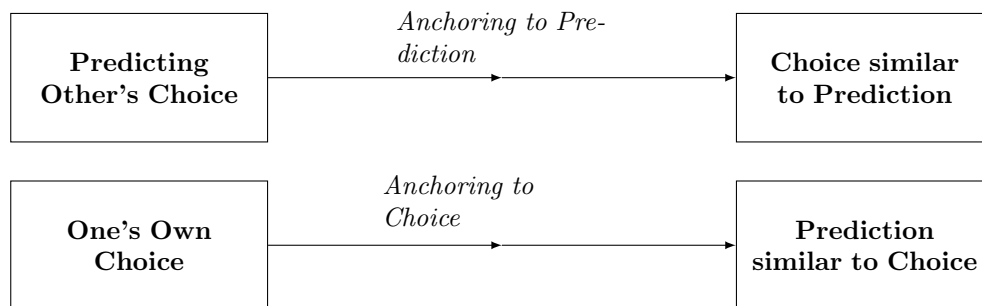 Predicting
Other's Choice
Anchoring to Pre-
diction
Choice similar
to Prediction
One's Own
Choice
Anchoring to
Choice
Prediction
similar to Choice